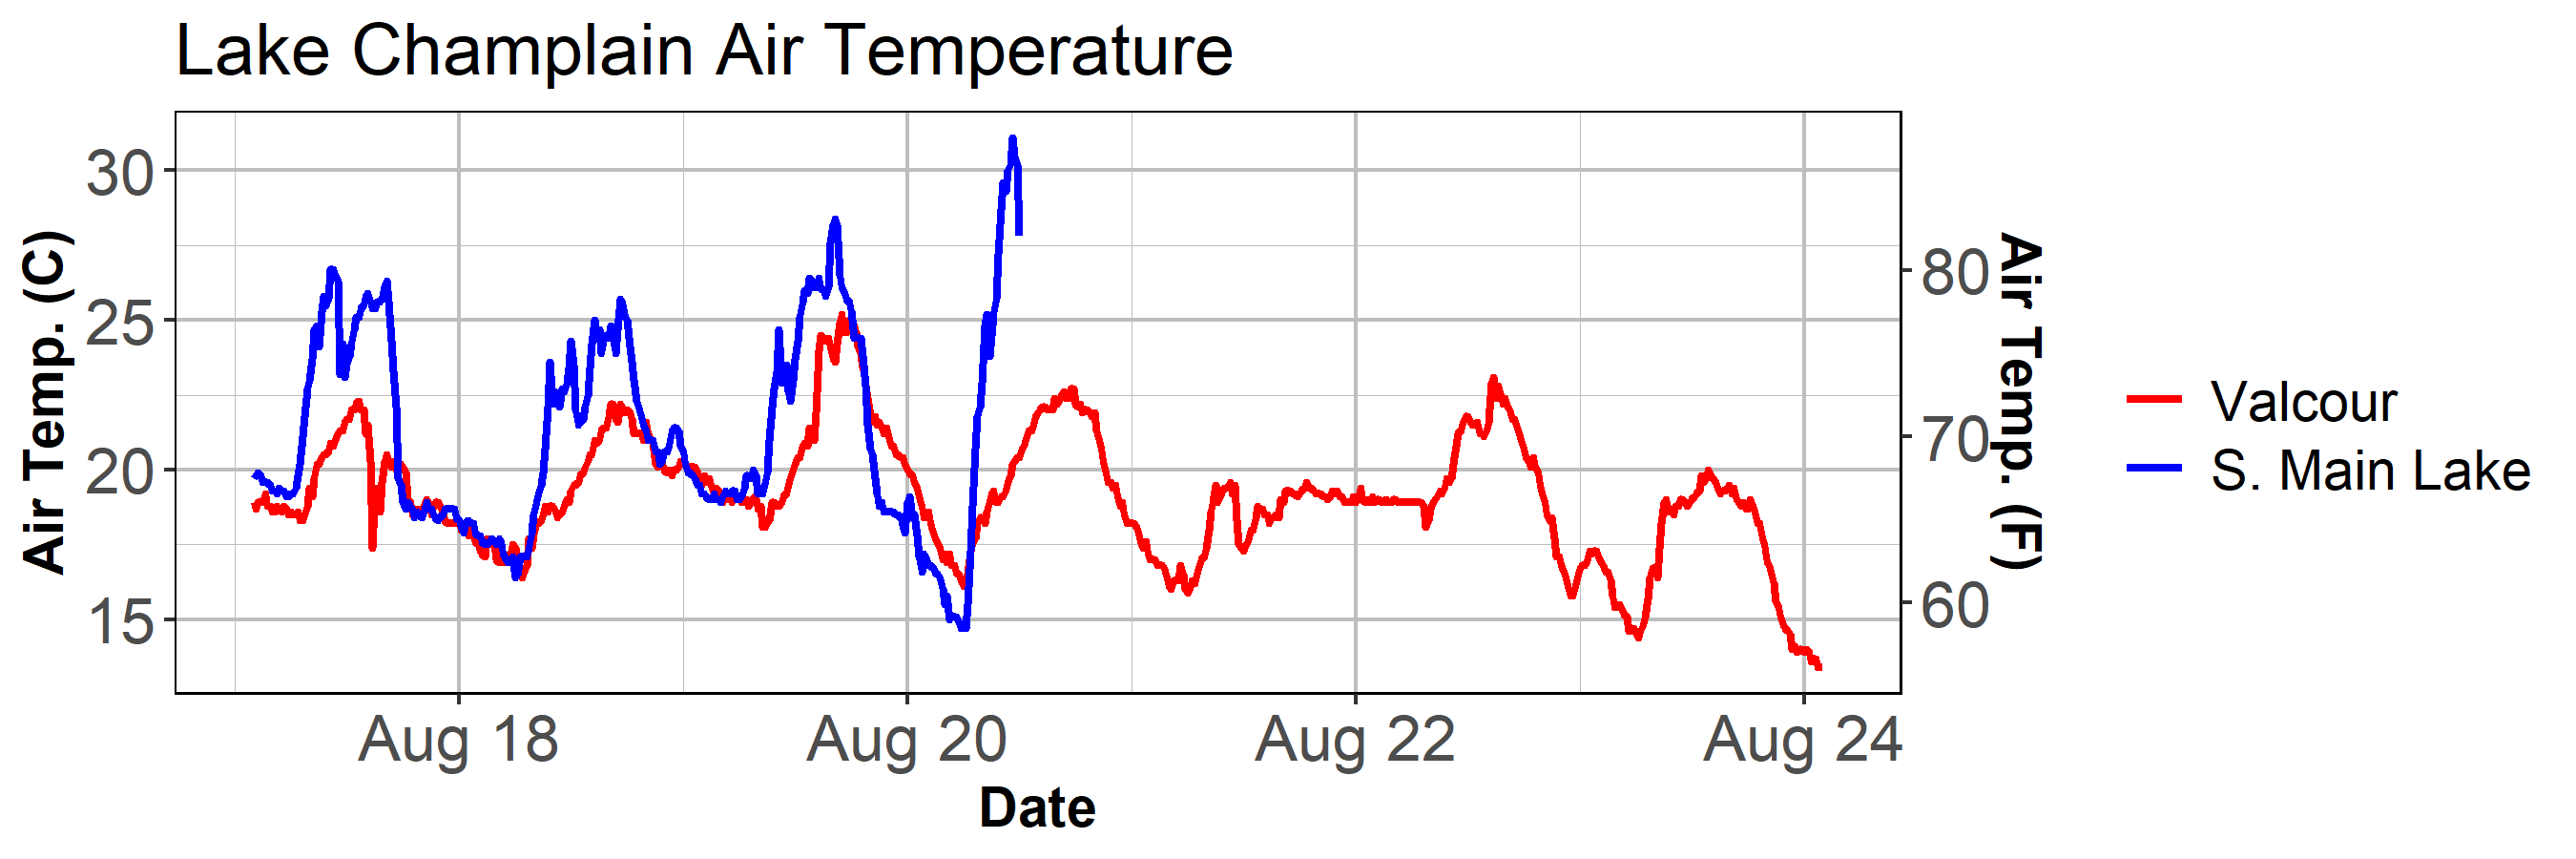 Lake Champlain Air Temperature
Air Temp. (C)
30
25
20
15
80
70
60
Air Temp. (F)
Aug 18
Aug 20
Aug 22
Aug 24
Date
Valcour
S. Main Lake